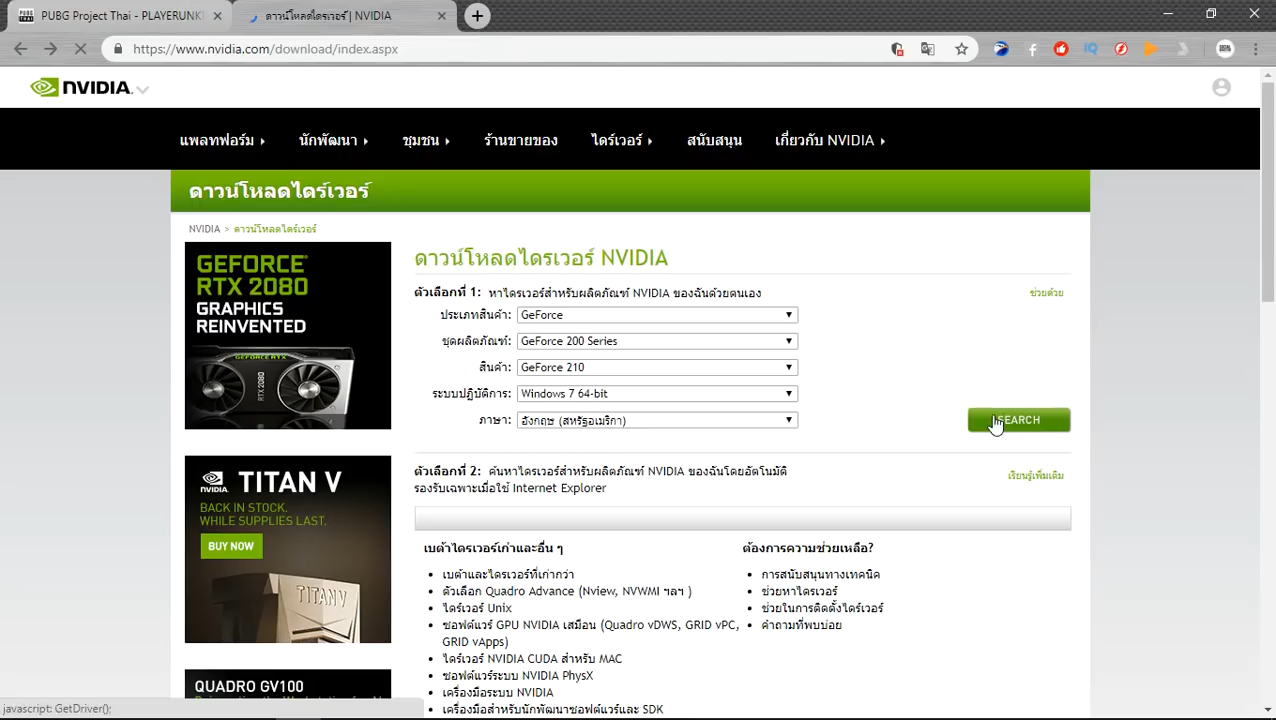 PUBG Project Thai - PLAYERUNK
ดาวน์โหลดไดร์เวอร์ | NVIDIA
https://www.nvidia.com/download/index.aspx
NVIDIA.
แพลทฟอร์ม นักพัฒนา ชุมชน ร้านขายของ ไดร์เวอร์ สนับสนุน เกี่ยวกับ NVIDIA
ดาวน์โหลดไดร์เวอร์
NVIDIA > ดาวน์โหลดไดร์เวอร์
GEFORCE
RTX 2080
GRAPHICS
REINVENTED
GEFORCE RTX
ดาวน์โหลดไดรเวอร์ NVIDIA
ตัวเลือกที่ 1: หาไดรเวอร์สำหรับผลิตภัณฑ์ NVIDIA ของฉันด้วยตนเอง
ช่วยด้วย
ประเภทสินค้า: GeForce
ชุดผลิตภัณฑ์: GeForce 200 Series
สินค้า: GeForce 210
ระบบปฏิบัติการ: Windows 7 64-bit
ภาษา: อังกฤษ (สหรัฐอเมริกา)
SEARCH
ตัวเลือกที่ 2: ค้นหาไดรเวอร์สำหรับผลิตภัณฑ์ NVIDIA ของฉันโดยอัตโนมัติ
รองรับเฉพาะเมื่อใช้ Internet Explorer
เรียนรู้เพิ่มเติม
NVIDIA.
TITAN V
BACK IN STOCK.
WHILE SUPPLIES LAST.
BUY NOW
TITAN V
เบต้าไดรเวอร์เก่าและอื่น ๆ
เบต้าและไดรเวอร์ที่เก่ากว่า
ตัวเลือก Quadro Advance (Nview, NVWMI ฯลฯ )
ไดร์เวอร์ Unix
ซอฟต์แวร์ GPU NVIDIA เสมือน (Quadro vDWS, GRID vPC,
GRID vApps)
ไดร์เวอร์ NVIDIA CUDA สำหรับ MAC
ซอฟต์แวร์ระบบ NVIDIA PhysX
เครื่องมือระบบ NVIDIA
เครื่องมือสำหรับนักพัฒนาซอฟต์แวร์และ SDK
ต้องการความช่วยเหลือ?
การสนับสนุนทางเทคนิค
ช่วยหาไดรเวอร์
ช่วยในการติดตั้งไดร์เวอร์
คำถามที่พบบ่อย
QUADRO GV100
javascript: GetDriver();